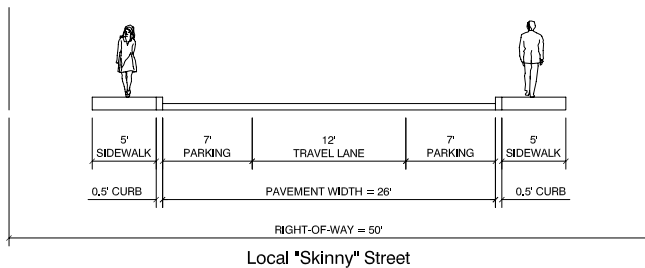 5' 7' 12' 7' 5'
SIDEWALK PARKING TRAVEL LANE PARKING SIDEWALK
0.5' CURB PAVEMENT WIDTH = 26' 0.5' CURB
RIGHT-OF-WAY = 50'
Local "Skinny" Street